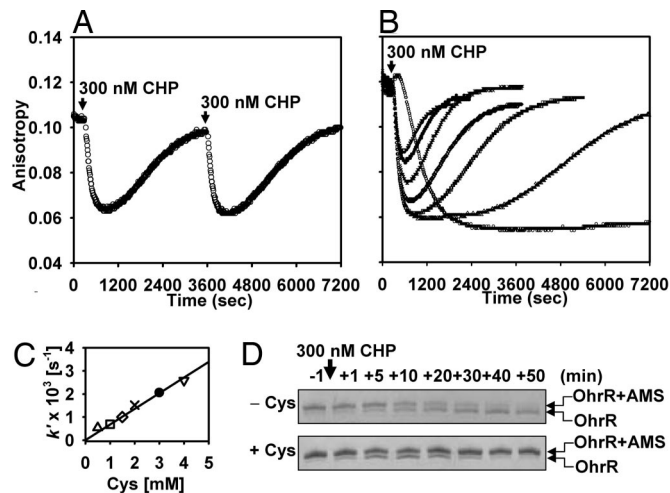 A
B
0.14
0.12
0.10
0.08
0.06
0.04
Anisotropy
300 nM CHP
300 nM CHP
300 nM CHP
0 1200 2400 3600 4800 6000 7200
Time (sec)
0 1200 2400 3600 4800 6000 7200
Time (sec)
C
k' x 10³ [s⁻¹]
4
3
2
1
0
0 1 2 3 4 5
Cys [mM]
D
300 nM CHP
-1 +1 +5 +10 +20 +30 +40 +50 (min)
– Cys
OhrR+AMS
OhrR
+ Cys
OhrR+AMS
OhrR